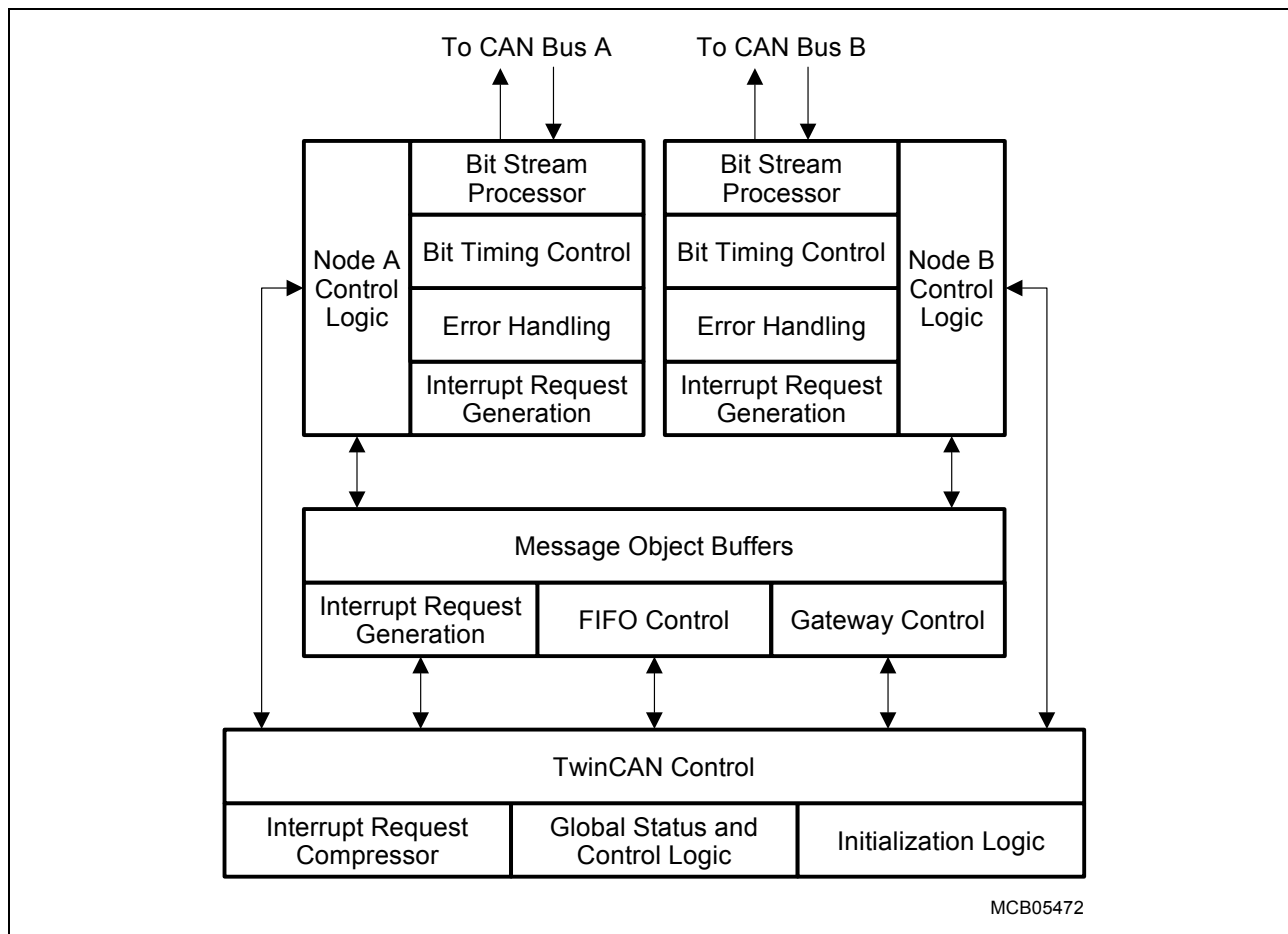 To CAN Bus A
To CAN Bus B
Node A
Control
Logic
Bit Stream
Processor
Bit Timing Control
Error Handling
Interrupt Request
Generation
Bit Stream
Processor
Bit Timing Control
Error Handling
Interrupt Request
Generation
Node B
Control
Logic
Message Object Buffers
Interrupt Request
Generation
FIFO Control
Gateway Control
TwinCAN Control
Interrupt Request
Compressor
Global Status and
Control Logic
Initialization Logic
MCB05472